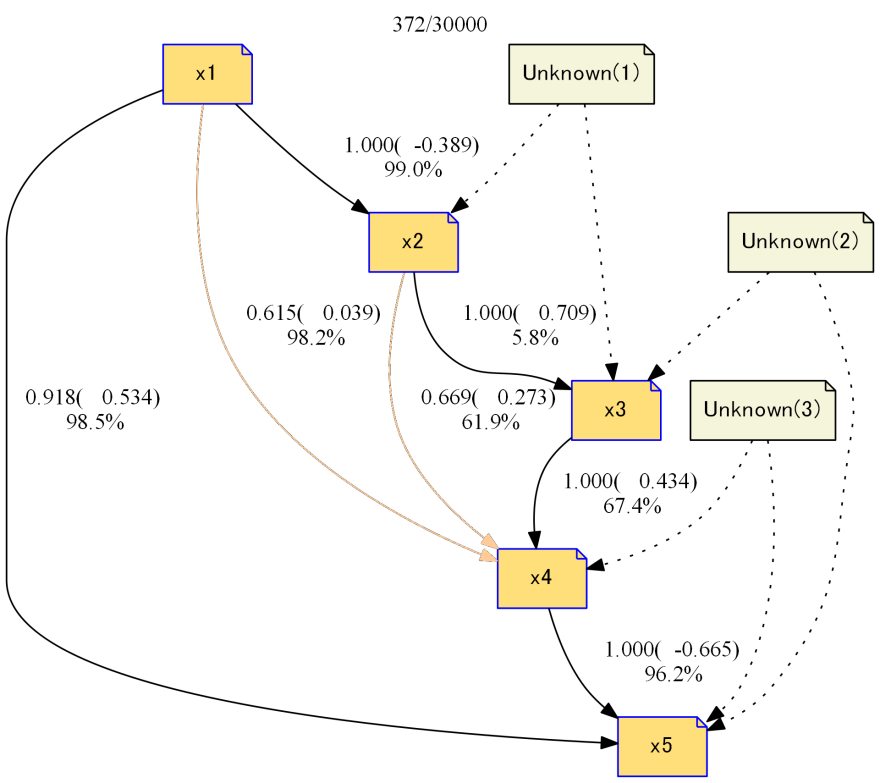 372/30000
x1
Unknown(1)
1.000( -0.389)
99.0%
x2
Unknown(2)
0.615( 0.039)
98.2%
1.000( 0.709)
5.8%
0.918( 0.534)
98.5%
0.669( 0.273)
61.9%
x3
Unknown(3)
1.000( 0.434)
67.4%
x4
1.000( -0.665)
96.2%
x5